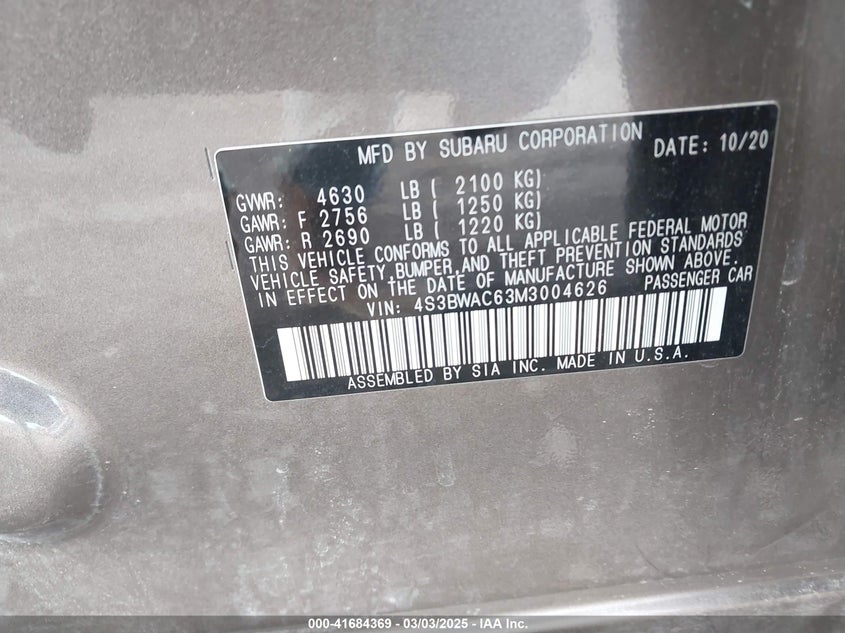 MFD BY SUBARU CORPORATION DATE: 10/20
GVWR: 4630 LB ( 2100 KG)
GAWR: F 2756 LB ( 1250 KG)
GAWR: R 2690 LB ( 1220 KG)
THIS VEHICLE CONFORMS TO ALL APPLICABLE FEDERAL MOTOR
VEHICLE SAFETY, BUMPER, AND THEFT PREVENTION STANDARDS
IN EFFECT ON THE DATE OF MANUFACTURE SHOWN ABOVE.
VIN: 4S3BWAC63M3004626 PASSENGER CAR
ASSEMBLED BY SIA INC. MADE IN U.S.A.
000-41684369 - 03/03/2025 - IAA Inc.